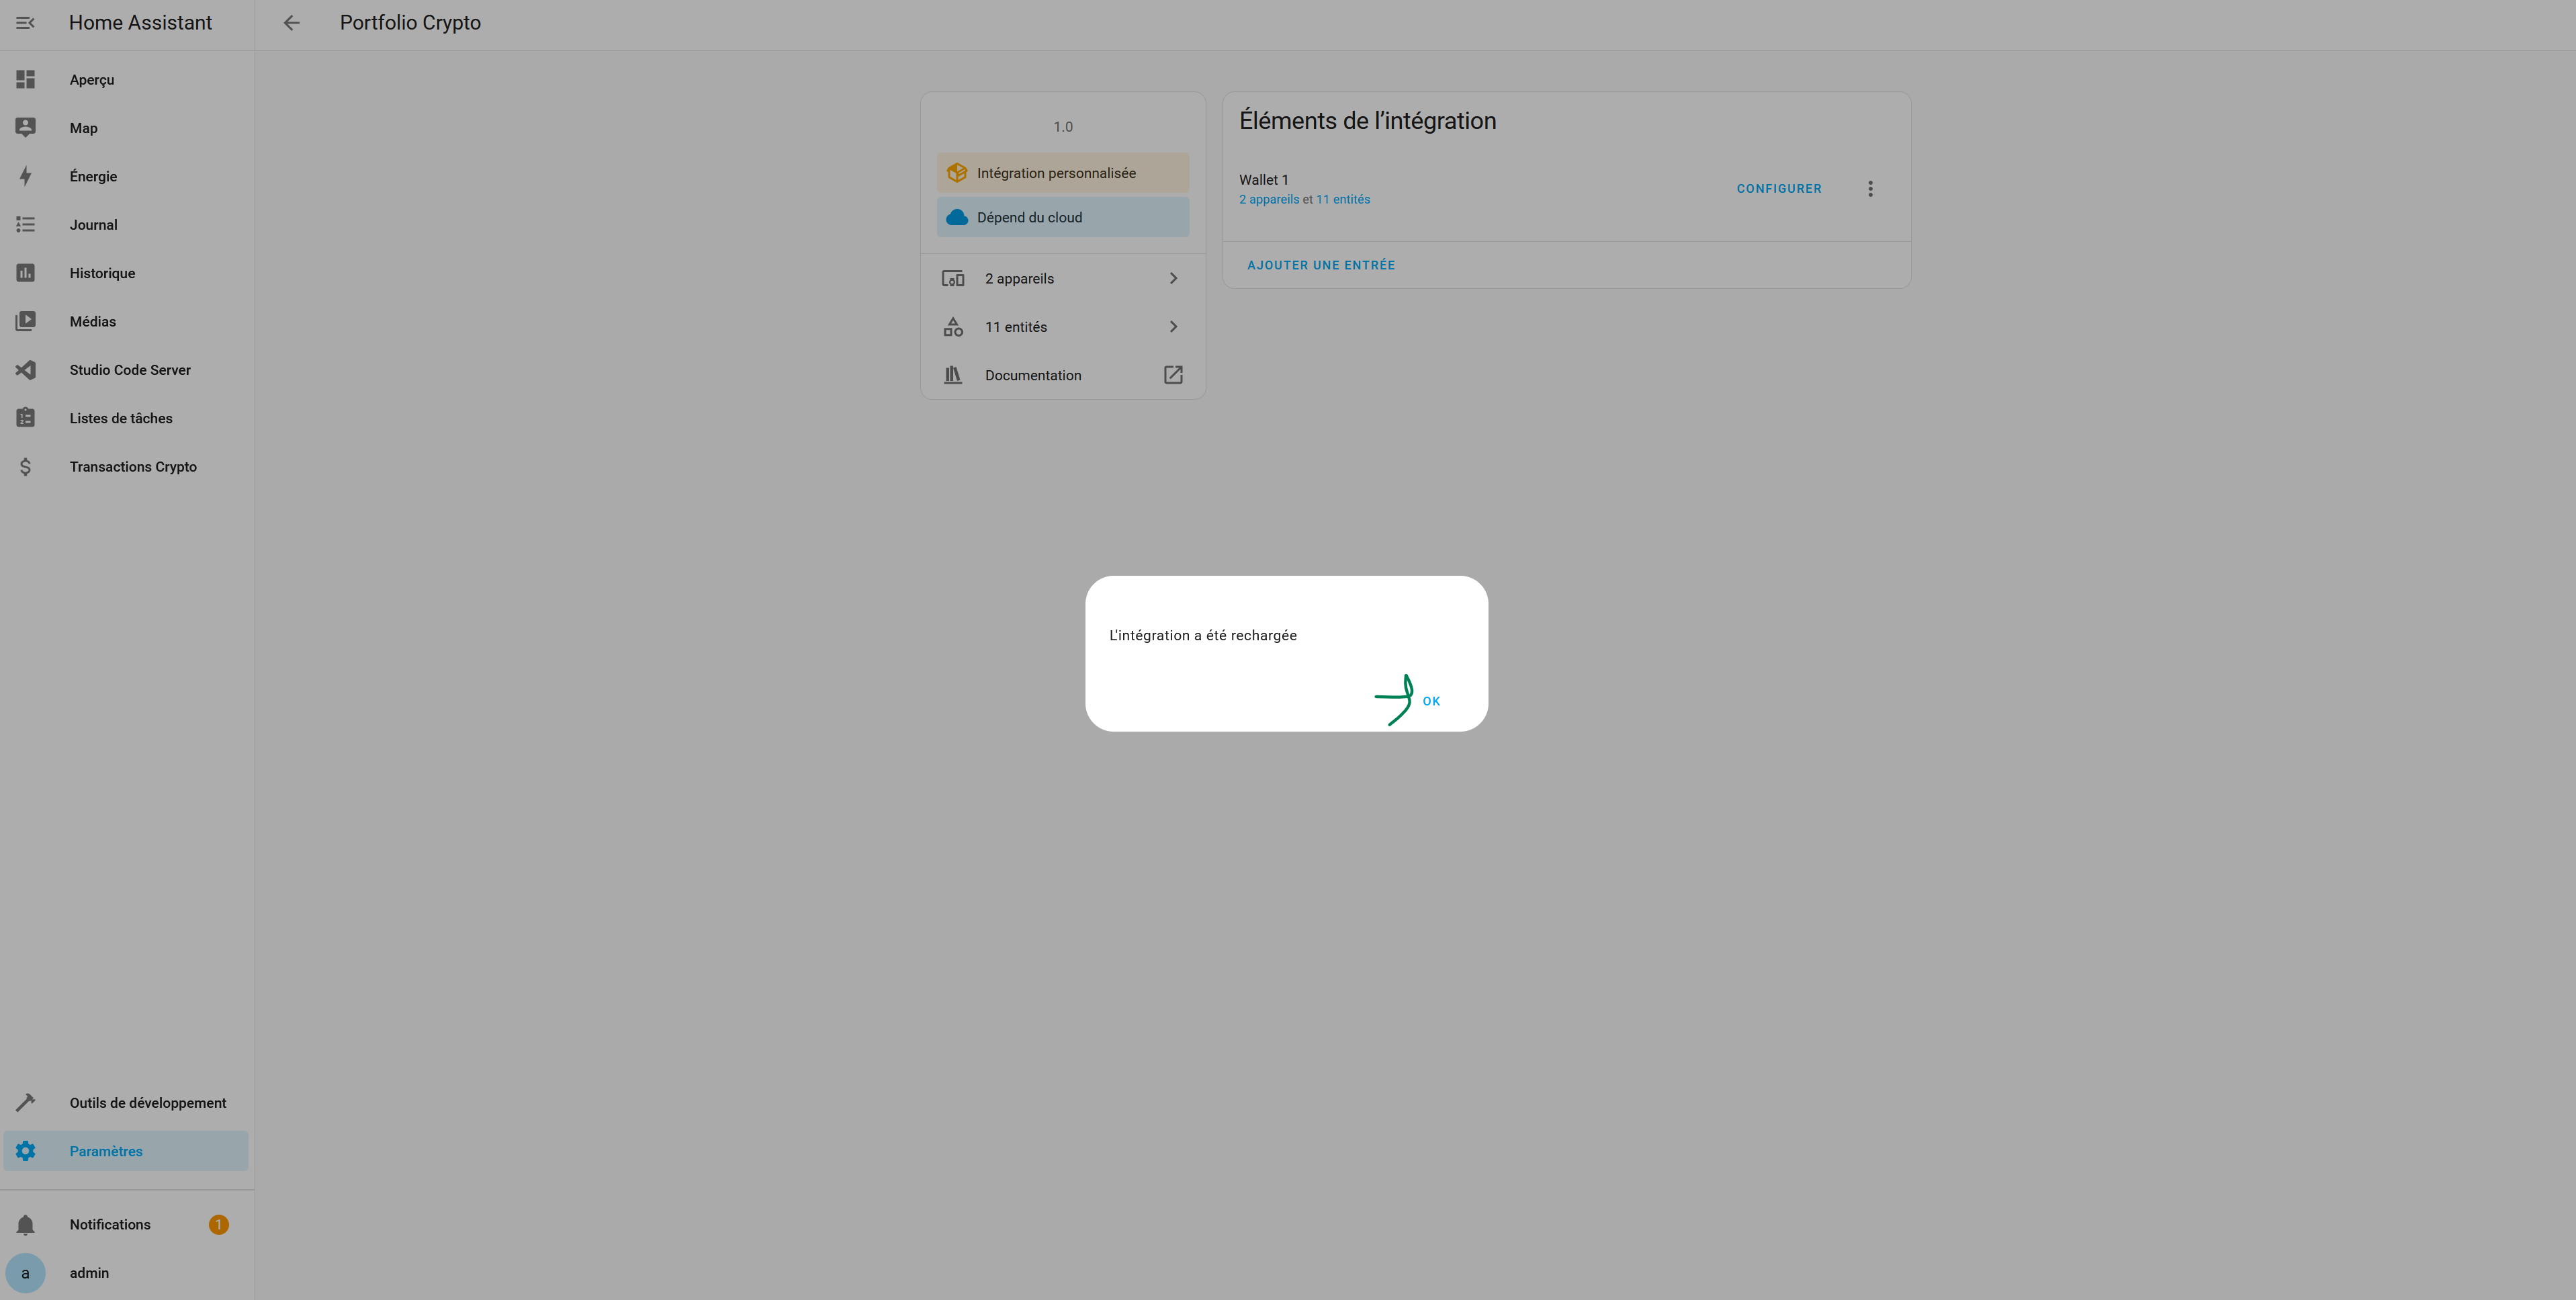 Home Assistant
Portfolio Crypto
Aperçu
Map
Énergie
Journal
Historique
Médias
Studio Code Server
Listes de tâches
Transactions Crypto
1.0
Intégration personnalisée
Dépend du cloud
2 appareils
11 entités
Documentation
Éléments de l’intégration
Wallet 1
2 appareils et 11 entités
CONFIGURER
AJOUTER UNE ENTRÉE
L'intégration a été rechargée
OK
Outils de développement
Paramètres
Notifications
1
a
admin